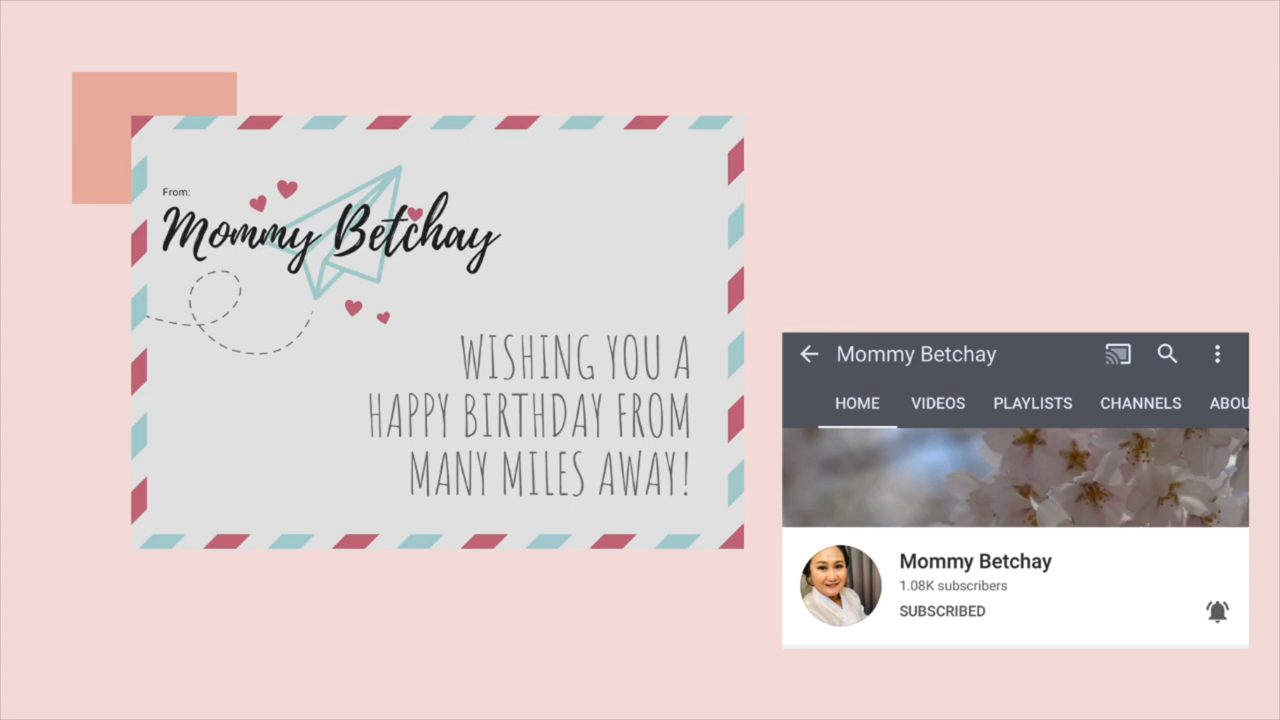 From:
Mommy Betchay
WISHING YOU A
HAPPY BIRTHDAY FROM
MANY MILES AWAY!
Mommy Betchay
HOME VIDEOS PLAYLISTS CHANNELS ABOU
Mommy Betchay
1.08K subscribers
SUBSCRIBED